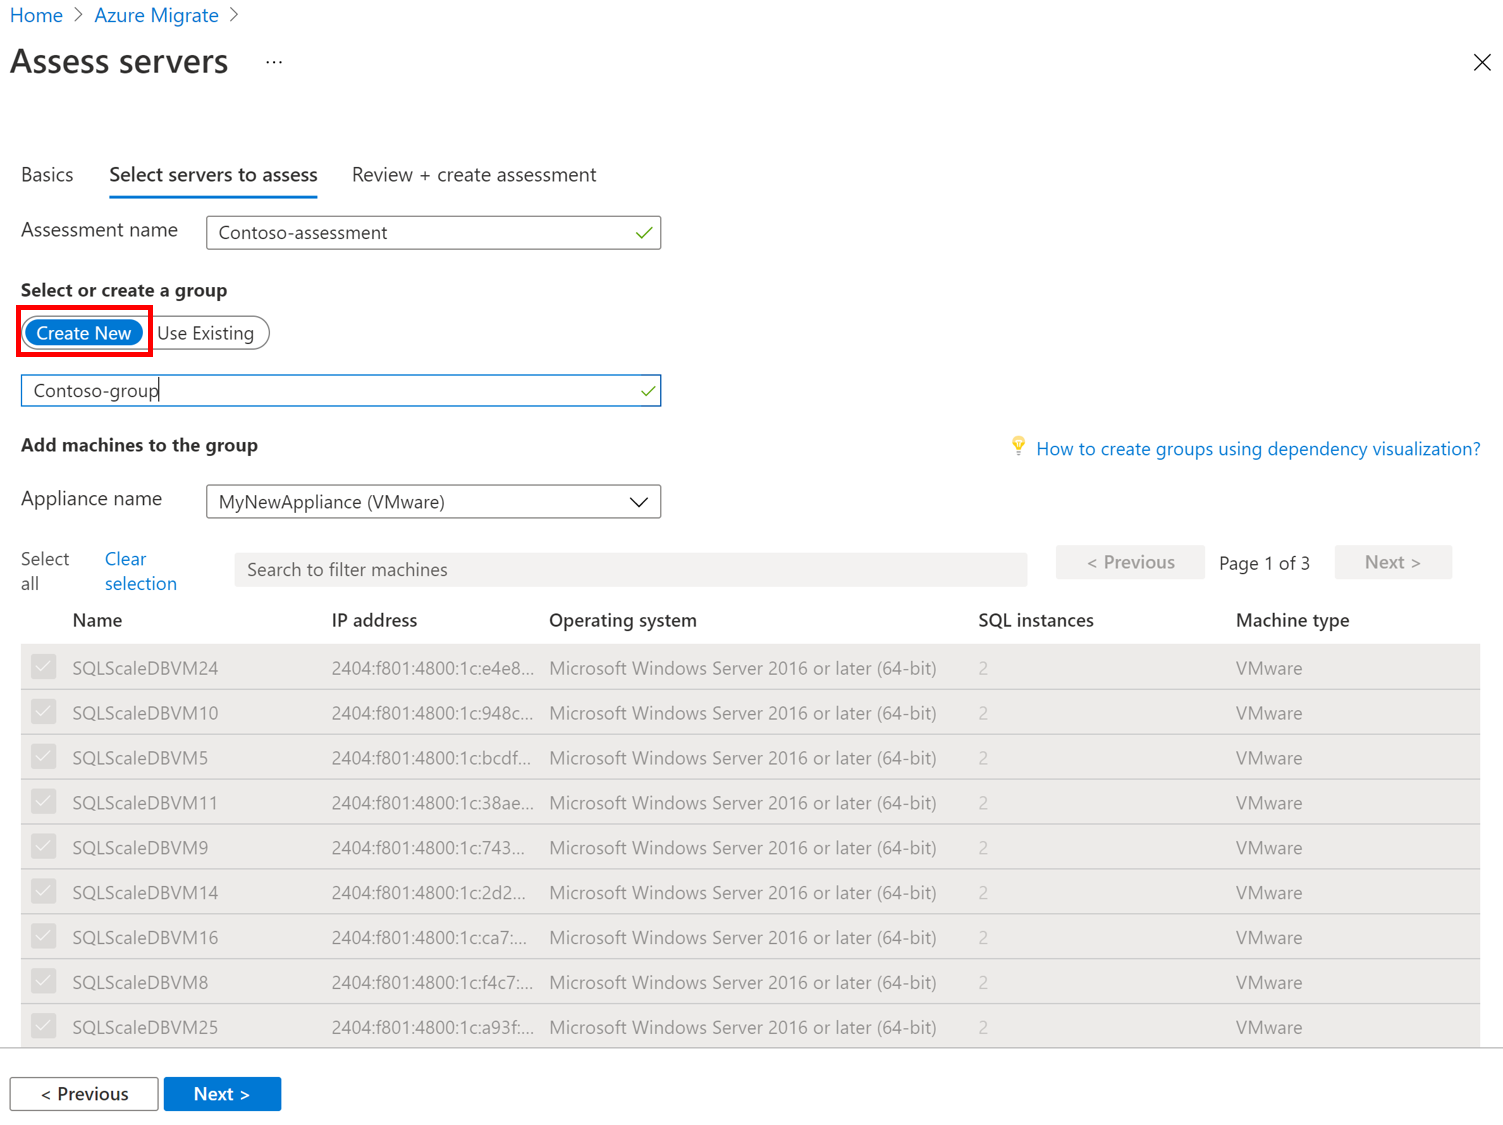 Home > Azure Migrate >
Assess servers ...
Basics Select servers to assess Review + create assessment
Assessment name Contoso-assessment
Select or create a group
Create New Use Existing
Contoso-group
Add machines to the group
How to create groups using dependency visualization?
Appliance name MyNewAppliance (VMware)
Select all Clear selection Search to filter machines < Previous Page 1 of 3 Next >
Name IP address Operating system SQL instances Machine type
SQLScaleDBVM24 2404:f801:4800:1c:e4e8... Microsoft Windows Server 2016 or later (64-bit) 2 VMware
SQLScaleDBVM10 2404:f801:4800:1c:948c... Microsoft Windows Server 2016 or later (64-bit) 2 VMware
SQLScaleDBVM5 2404:f801:4800:1c:bcdf... Microsoft Windows Server 2016 or later (64-bit) 2 VMware
SQLScaleDBVM11 2404:f801:4800:1c:38ae... Microsoft Windows Server 2016 or later (64-bit) 2 VMware
SQLScaleDBVM9 2404:f801:4800:1c:743... Microsoft Windows Server 2016 or later (64-bit) 2 VMware
SQLScaleDBVM14 2404:f801:4800:1c:2d2... Microsoft Windows Server 2016 or later (64-bit) 2 VMware
SQLScaleDBVM16 2404:f801:4800:1c:ca7:... Microsoft Windows Server 2016 or later (64-bit) 2 VMware
SQLScaleDBVM8 2404:f801:4800:1c:f4c7:... Microsoft Windows Server 2016 or later (64-bit) 2 VMware
SQLScaleDBVM25 2404:f801:4800:1c:a93f:... Microsoft Windows Server 2016 or later (64-bit) 2 VMware
< Previous Next >